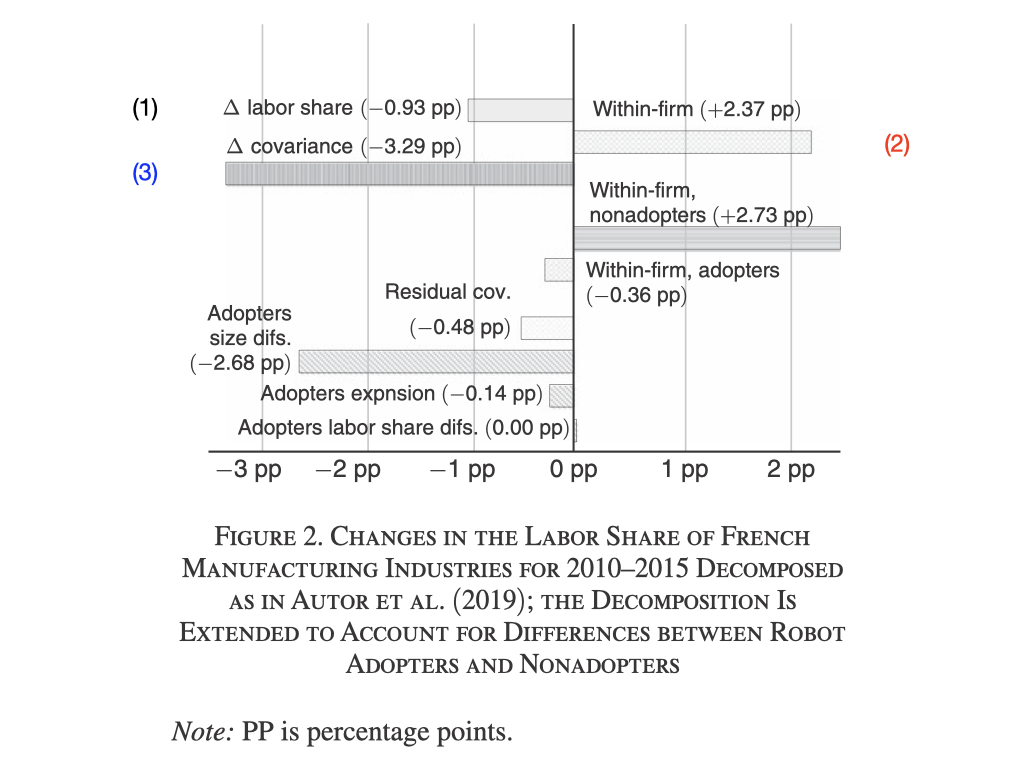 (1)
Δ labor share (−0.93 pp)
Within-firm (+2.37 pp)
(2)
Δ covariance (−3.29 pp)
(3)
Within-firm,
nonadopters (+2.73 pp)
Within-firm, adopters
(−0.36 pp)
Residual cov.
(−0.48 pp)
Adopters
size difs.
(−2.68 pp)
Adopters expnsion (−0.14 pp)
Adopters labor share difs. (0.00 pp)
−3 pp −2 pp −1 pp 0 pp 1 pp 2 pp
Figure 2. Changes in the Labor Share of French
Manufacturing Industries for 2010–2015 Decomposed
as in Autor et al. (2019); the Decomposition Is
Extended to Account for Differences between Robot
Adopters and Nonadopters
Note: PP is percentage points.